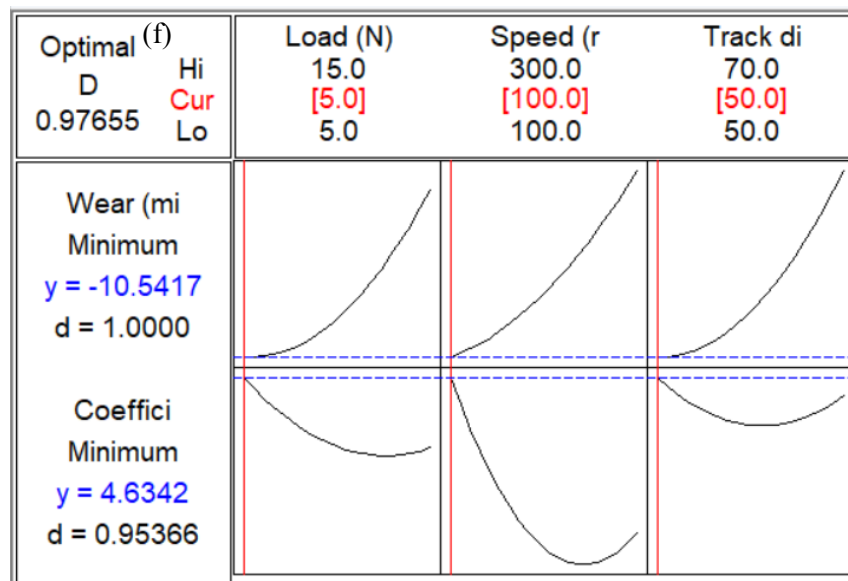 Optimal (f)
D
0.97655
Hi
Cur
Lo
Load (N)
15.0
[5.0]
5.0
Speed (r
300.0
[100.0]
100.0
Track di
70.0
[50.0]
50.0
Wear (mi
Minimum
y = -10.5417
d = 1.0000
Coeffici
Minimum
y = 4.6342
d = 0.95366